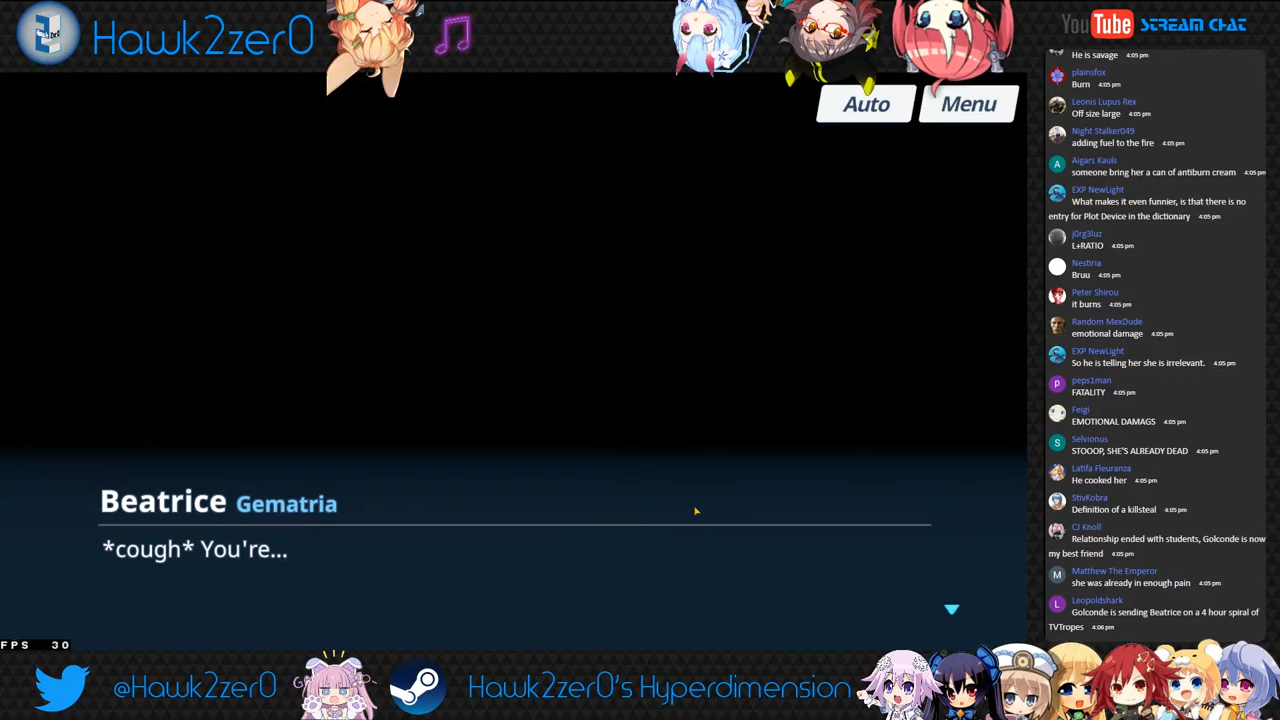 Hawk2zer0
You Tube STREAM CHAT
He is savage 4:05 pm
plainsfox
Burn 4:05 pm
Leonis Lupus Rex
Off size large 4:05 pm
Night Stalker049
adding fuel to the fire 4:05 pm
A Aigars Kauls
someone bring her a can of antiburn cream 4:05 pm
EXP NewLight
What makes it even funnier, is that there is no
entry for Plot Device in the dictionary 4:05 pm
j0rg3luz
L+RATIO 4:05 pm
Nestiria
Bruu 4:05 pm
Peter Shirou
it burns 4:05 pm
Random MexDude
emotional damage 4:05 pm
EXP NewLight
So he is telling her she is irrelevant. 4:05 pm
p peps1man
FATALITY 4:05 pm
Feigi
EMOTIONAL DAMAGS 4:05 pm
S Selvionus
STOOOP, SHE'S ALREADY DEAD 4:05 pm
Latifa Fleuranza
He cooked her 4:05 pm
StivKobra
Definition of a killsteal 4:05 pm
CJ Knoll
Relationship ended with students, Golconde is now
my best friend 4:05 pm
M Matthew The Emperor
she was already in enough pain 4:05 pm
L Leopoldshark
Golconde is sending Beatrice on a 4 hour spiral of
TVTropes 4:06 pm
Auto
Menu
Beatrice Gematria
*cough* You're...
FPS 30
@Hawk2zer0
Hawk2zer0's Hyperdimension